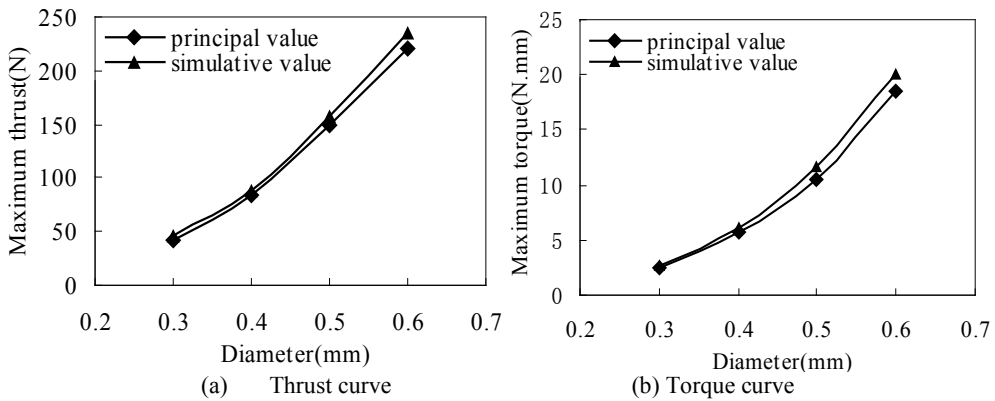 Maximum thrust(N)
250
200
150
100
50
0
principal value
simulative value
0.2 0.3 0.4 0.5 0.6 0.7
Diameter(mm)
(a) Thrust curve
Maximum torque(N.mm)
25
20
15
10
5
0
principal value
simulative value
0.2 0.3 0.4 0.5 0.6 0.7
Diameter(mm)
(b) Torque curve